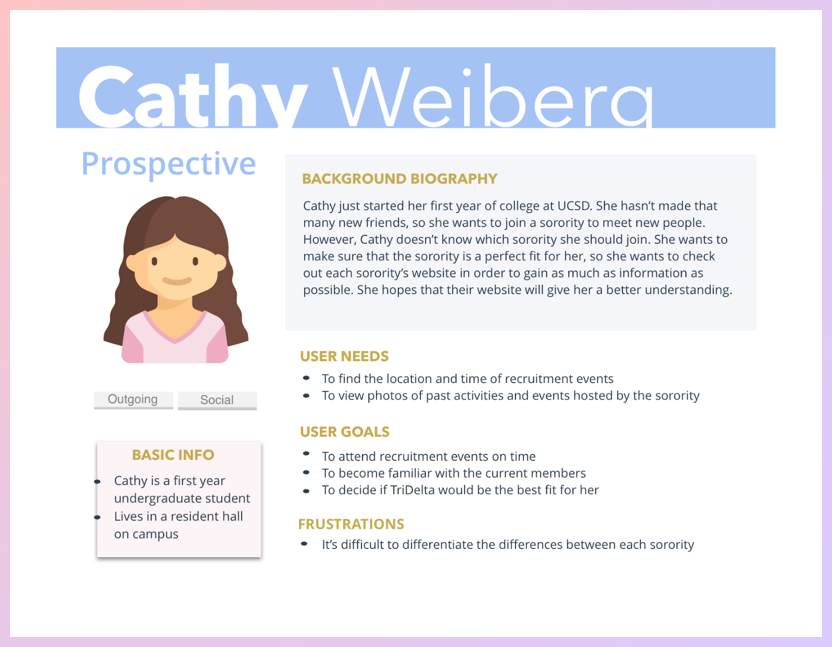 Cathy Weiberg
Prospective
Outgoing
Social
BASIC INFO
Cathy is a first year
undergraduate student
Lives in a resident hall
on campus
BACKGROUND BIOGRAPHY
Cathy just started her first year of college at UCSD. She hasn’t made that
many new friends, so she wants to join a sorority to meet new people.
However, Cathy doesn’t know which sorority she should join. She wants to
make sure that the sorority is a perfect fit for her, so she wants to check
out each sorority’s website in order to gain as much as information as
possible. She hopes that their website will give her a better understanding.
USER NEEDS
To find the location and time of recruitment events
To view photos of past activities and events hosted by the sorority
USER GOALS
To attend recruitment events on time
To become familiar with the current members
To decide if TriDelta would be the best fit for her
FRUSTRATIONS
It’s difficult to differentiate the differences between each sorority